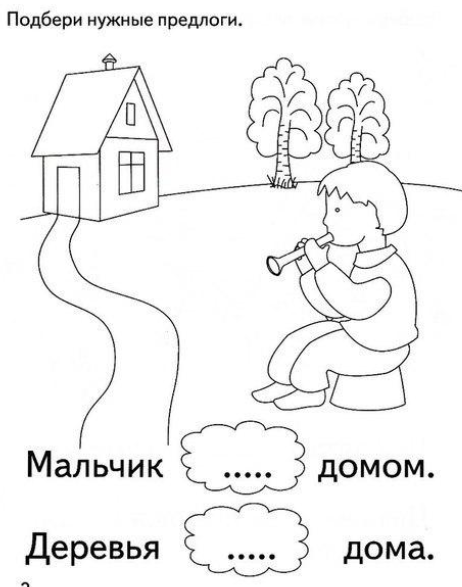 Подбери нужные предлоги.
Мальчик ..... домом.
Деревья ..... дома.